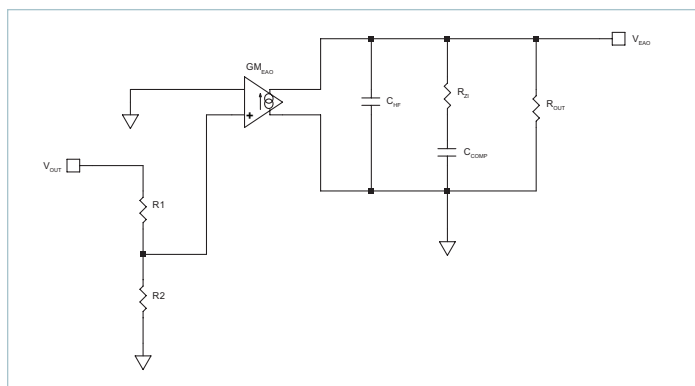 GM_EAO
V_EAO
C_HF
R_ZI
R_OUT
C_COMP
V_OUT
R1
R2
+